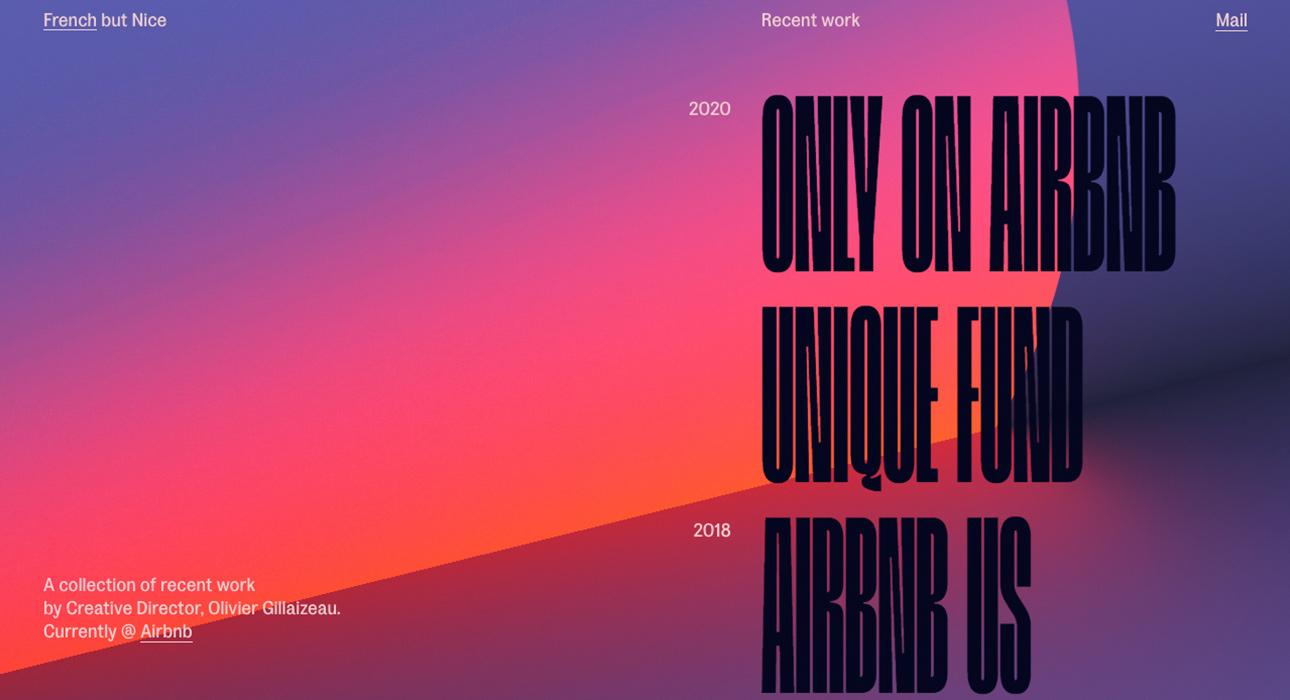 French but Nice
Recent work
Mail
2020
ONLY ON AIRBNB
UNIQUE FUND
2018
AIRBNB US
A collection of recent work
by Creative Director, Olivier Gillaizeau.
Currently @ Airbnb